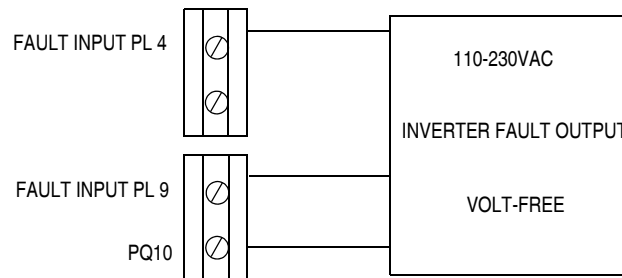 FAULT INPUT PL 4
110-230VAC
INVERTER FAULT OUTPUT
FAULT INPUT PL 9
VOLT-FREE
PQ10